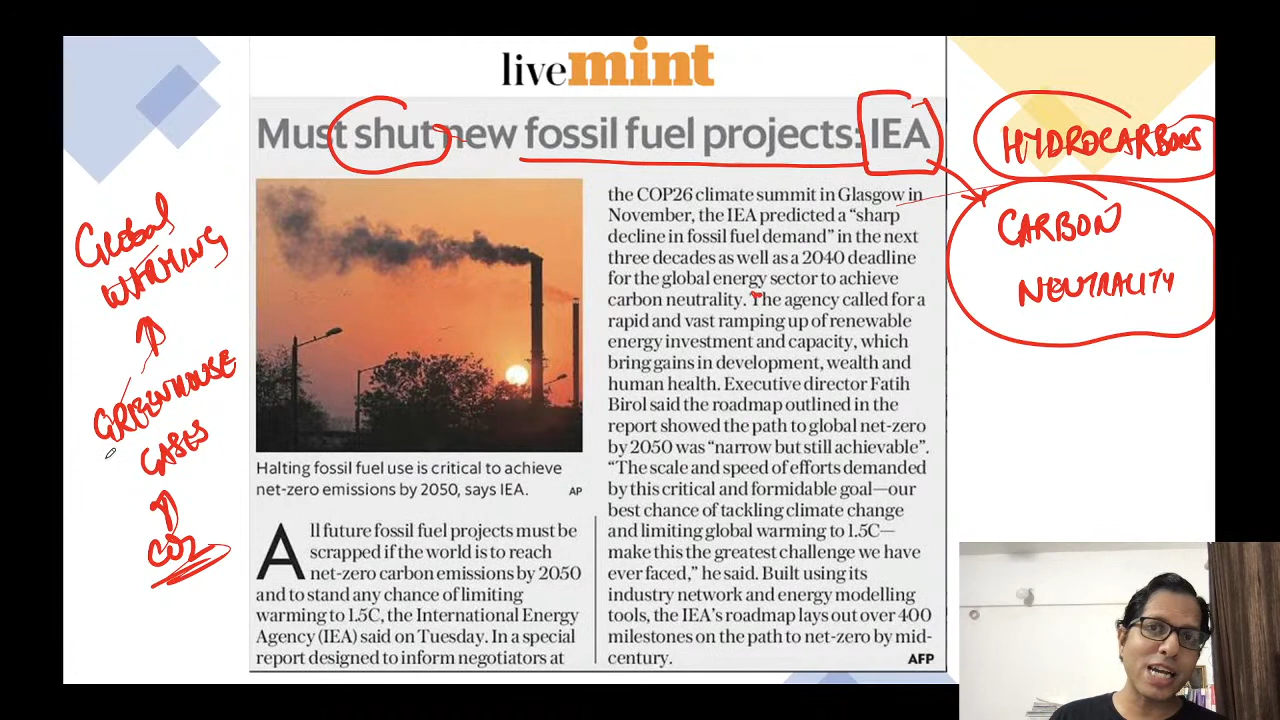 livemint
Must shut new fossil fuel projects: IEA
HYDROCARBONS
CARBON
NEUTRALITY
GLOBAL
WARMING
GREENHOUSE
GASES
CO2
Halting fossil fuel use is critical to achieve
net-zero emissions by 2050, says IEA.
AP
All future fossil fuel projects must be
scrapped if the world is to reach
net-zero carbon emissions by 2050
and to stand any chance of limiting
warming to 1.5C, the International Energy
Agency (IEA) said on Tuesday. In a special
report designed to inform negotiators at
the COP26 climate summit in Glasgow in
November, the IEA predicted a “sharp
decline in fossil fuel demand” in the next
three decades as well as a 2040 deadline
for the global energy sector to achieve
carbon neutrality. The agency called for a
rapid and vast ramping up of renewable
energy investment and capacity, which
bring gains in development, wealth and
human health. Executive director Fatih
Birol said the roadmap outlined in the
report showed the path to global net-zero
by 2050 was “narrow but still achievable”.
“The scale and speed of efforts demanded
by this critical and formidable goal—our
best chance of tackling climate change
and limiting global warming to 1.5C—
make this the greatest challenge we have
ever faced,” he said. Built using its
industry network and energy modelling
tools, the IEA’s roadmap lays out over 400
milestones on the path to net-zero by mid-
century.
AFP